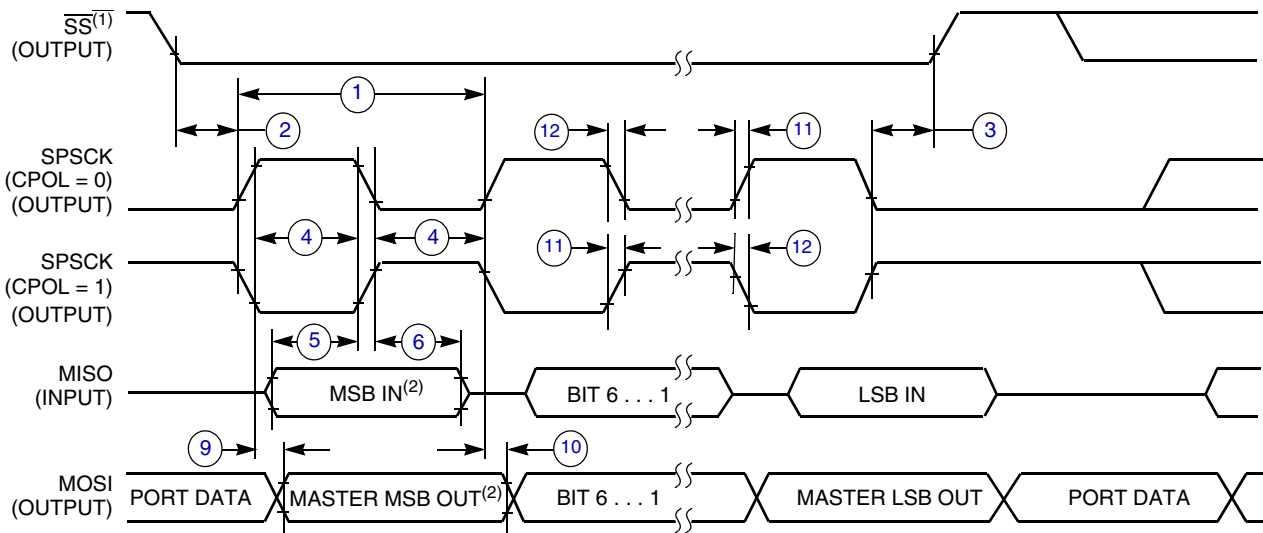 SS(1)
(OUTPUT)
1
2
12
11
3
SPSCK
(CPOL = 0)
(OUTPUT)
4
4
11
12
SPSCK
(CPOL = 1)
(OUTPUT)
5
6
MISO
(INPUT)
MSB IN(2)
BIT 6 . . . 1
LSB IN
9
10
MOSI
(OUTPUT)
PORT DATA
MASTER MSB OUT(2)
BIT 6 . . . 1
MASTER LSB OUT
PORT DATA